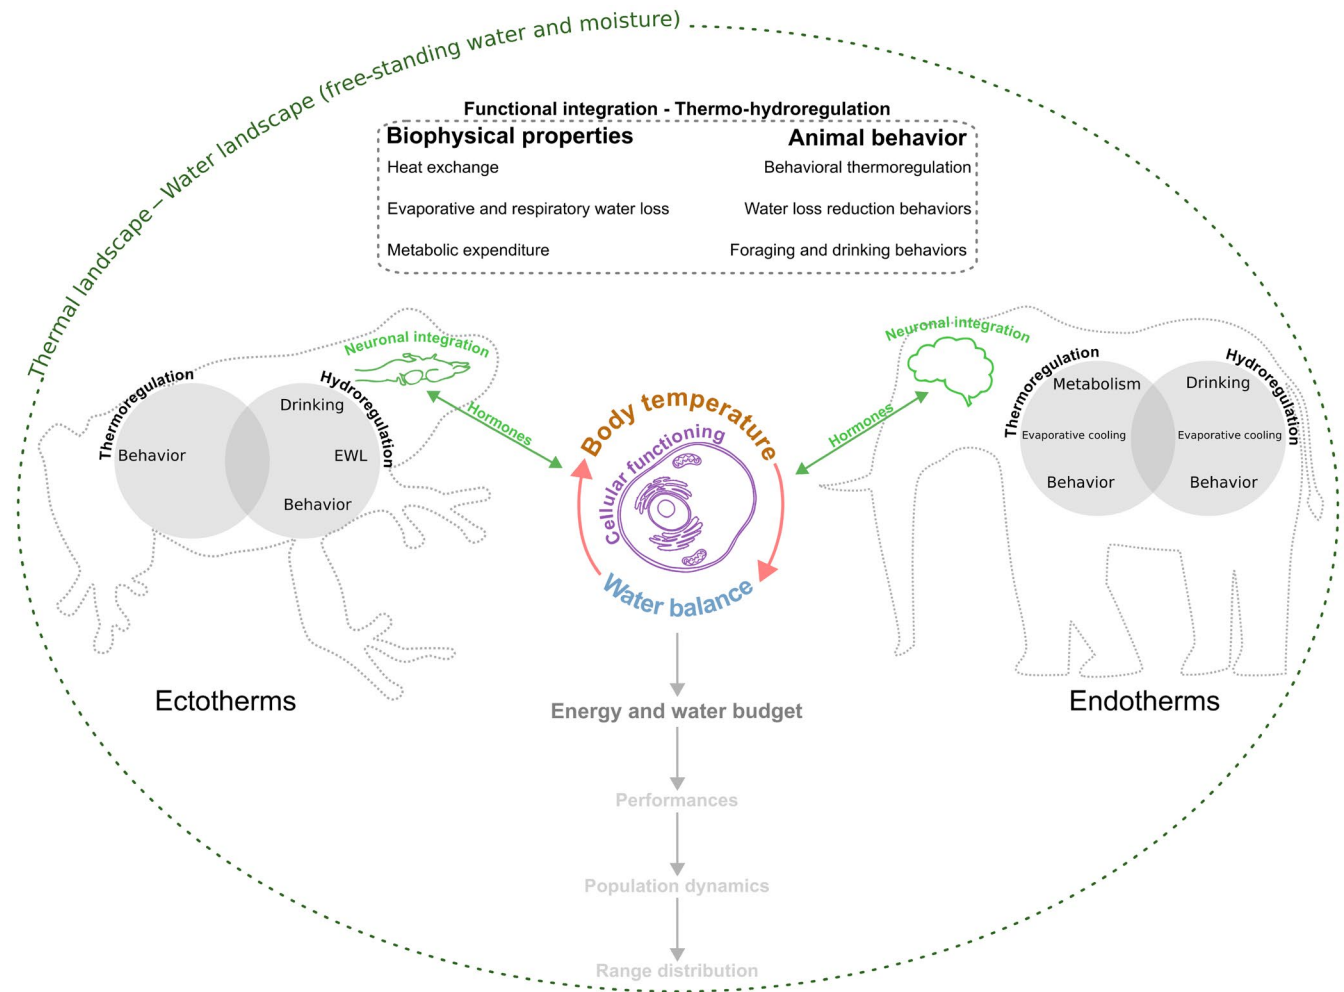 Thermal landscape – Water landscape (free-standing water and moisture)
Functional integration - Thermo-hydroregulation
Biophysical properties
Animal behavior
Heat exchange
Behavioral thermoregulation
Evaporative and respiratory water loss
Water loss reduction behaviors
Metabolic expenditure
Foraging and drinking behaviors
Neuronal integration
Thermoregulation
Hydroregulation
Behavior
Drinking
EWL
Behavior
Hormones
Ectotherms
Body temperature
Cellular functioning
Water balance
Neuronal integration
Hormones
Thermoregulation
Hydroregulation
Metabolism
Evaporative cooling
Behavior
Drinking
Evaporative cooling
Behavior
Endotherms
Energy and water budget
Performances
Population dynamics
Range distribution